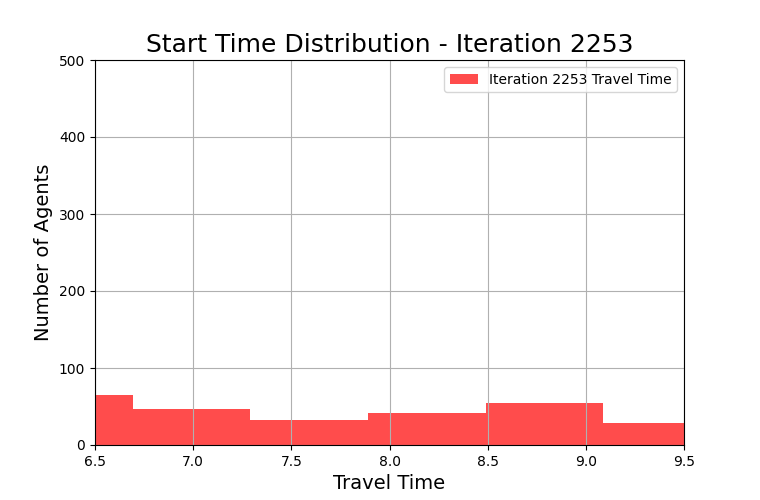 Start Time Distribution - Iteration 2253
500
Iteration 2253 Travel Time
400
300
200
100
0
Number of Agents
6.5 7.0 7.5 8.0 8.5 9.0 9.5
Travel Time